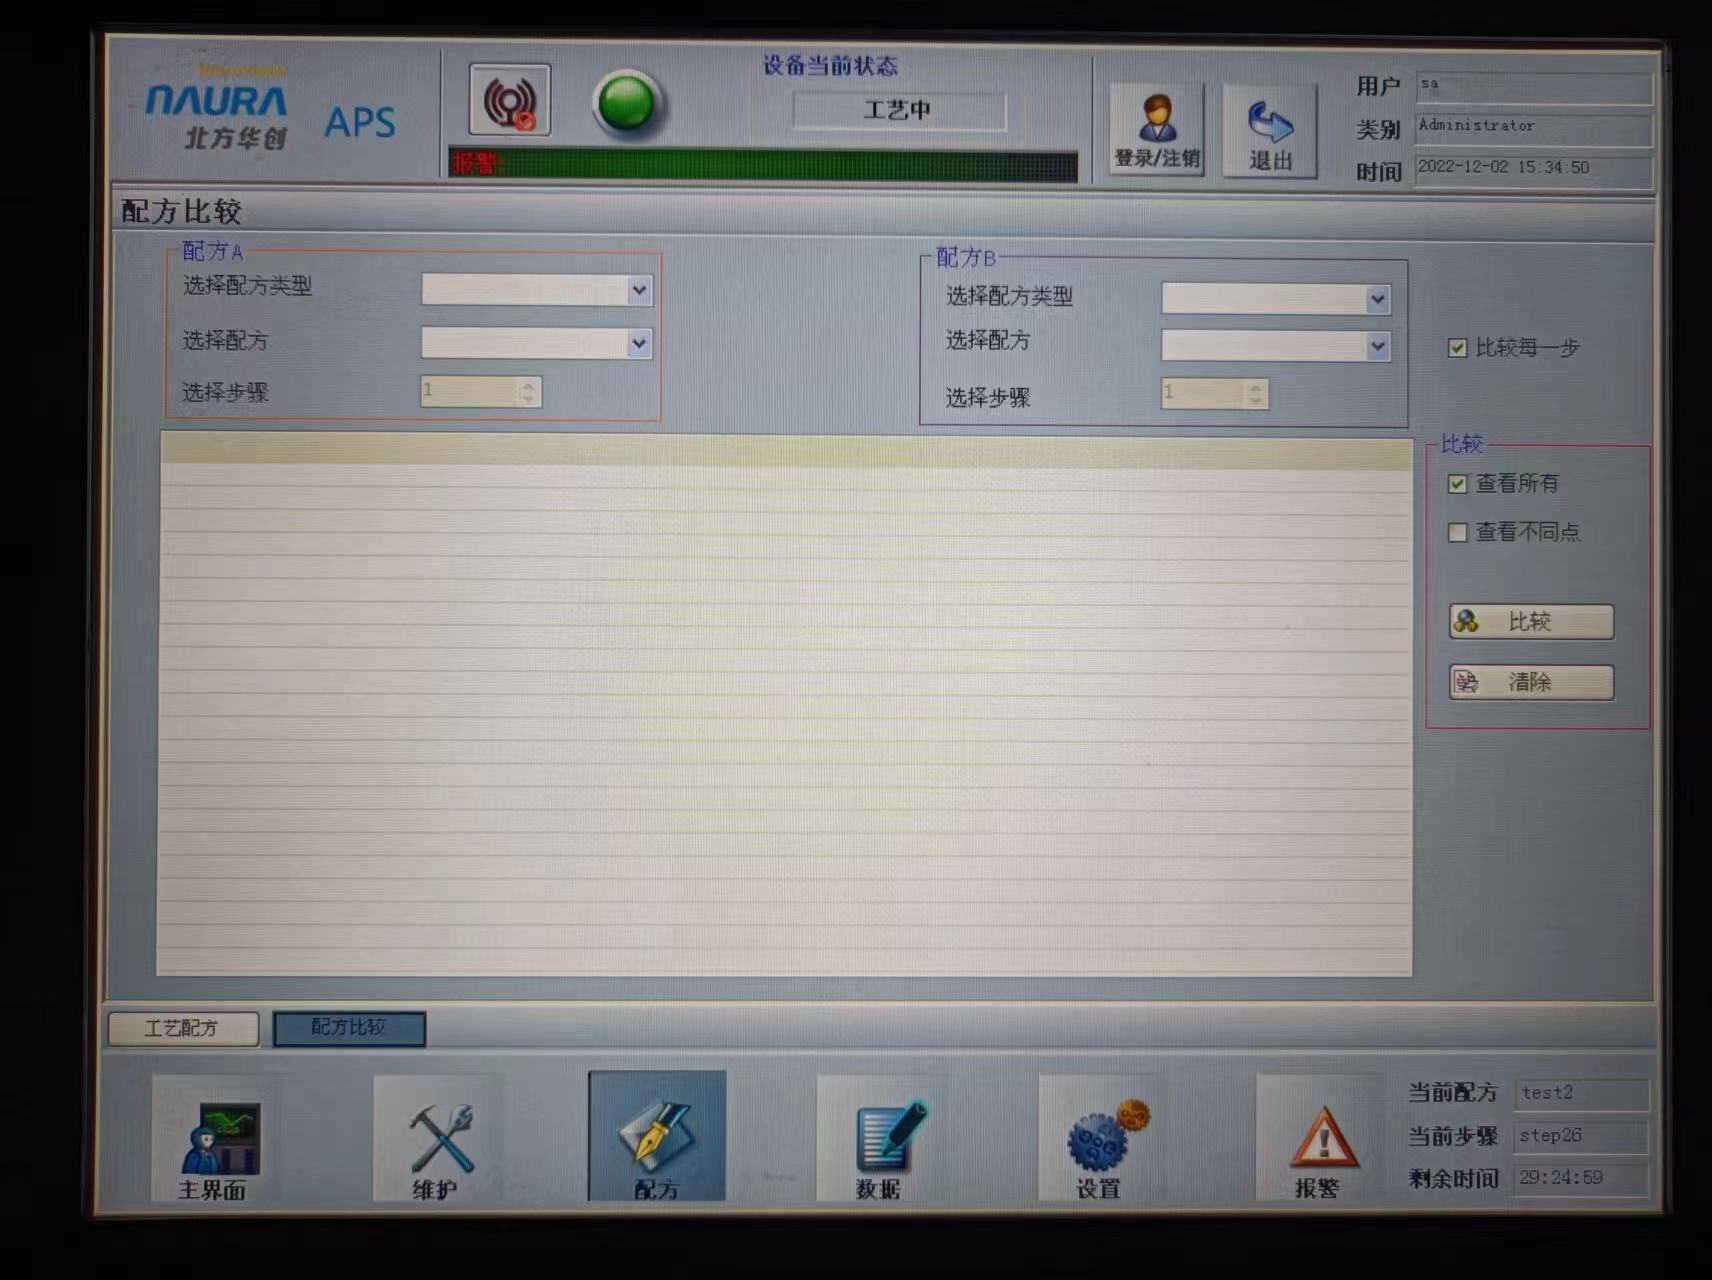 NAURA
北方华创
APS
设备当前状态
工艺中
报警:
登录/注销
退出
用户 sa
类别 Administrator
时间 2022-12-02 15:34:50
配方比较
配方A
选择配方类型
选择配方
选择步骤 1
配方B
选择配方类型
选择配方
选择步骤 1
比较每一步
比较
查看所有
查看不同点
比较
清除
工艺配方 配方比较
主界面 维护 配方 数据 设置 报警
当前配方 test2
当前步骤 step26
剩余时间 29:24:59